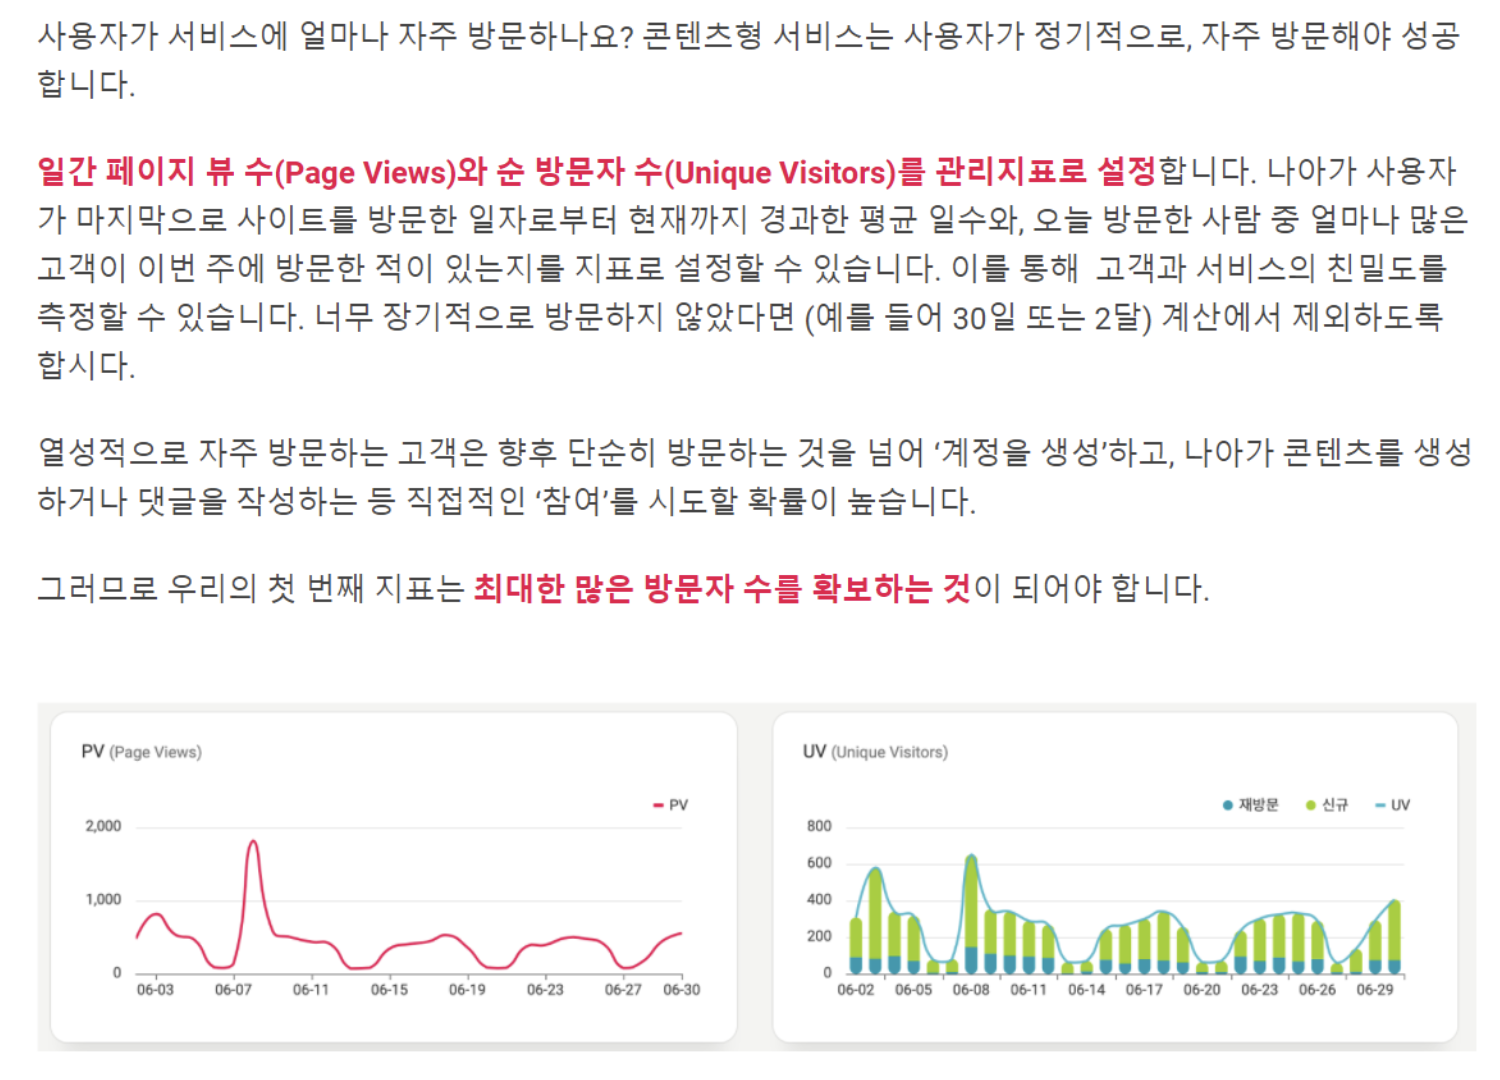 사용자가 서비스에 얼마나 자주 방문하나요? 콘텐츠형 서비스는 사용자가 정기적으로, 자주 방문해야 성공
합니다.
일간 페이지 뷰 수(Page Views)와 순 방문자 수(Unique Visitors)를 관리지표로 설정합니다. 나아가 사용자
가 마지막으로 사이트를 방문한 일자로부터 현재까지 경과한 평균 일수와, 오늘 방문한 사람 중 얼마나 많은
고객이 이번 주에 방문한 적이 있는지를 지표로 설정할 수 있습니다. 이를 통해  고객과 서비스의 친밀도를
측정할 수 있습니다. 너무 장기적으로 방문하지 않았다면 (예를 들어 30일 또는 2달) 계산에서 제외하도록
합시다.
열성적으로 자주 방문하는 고객은 향후 단순히 방문하는 것을 넘어 ‘계정을 생성’하고, 나아가 콘텐츠를 생성
하거나 댓글을 작성하는 등 직접적인 ‘참여’를 시도할 확률이 높습니다.
그러므로 우리의 첫 번째 지표는 최대한 많은 방문자 수를 확보하는 것이 되어야 합니다.
PV (Page Views)
PV
2,000
1,000
0
06-03 06-07 06-11 06-15 06-19 06-23 06-27 06-30
UV (Unique Visitors)
재방문 신규 UV
800
600
400
200
0
06-02 06-05 06-08 06-11 06-14 06-17 06-20 06-23 06-26 06-29